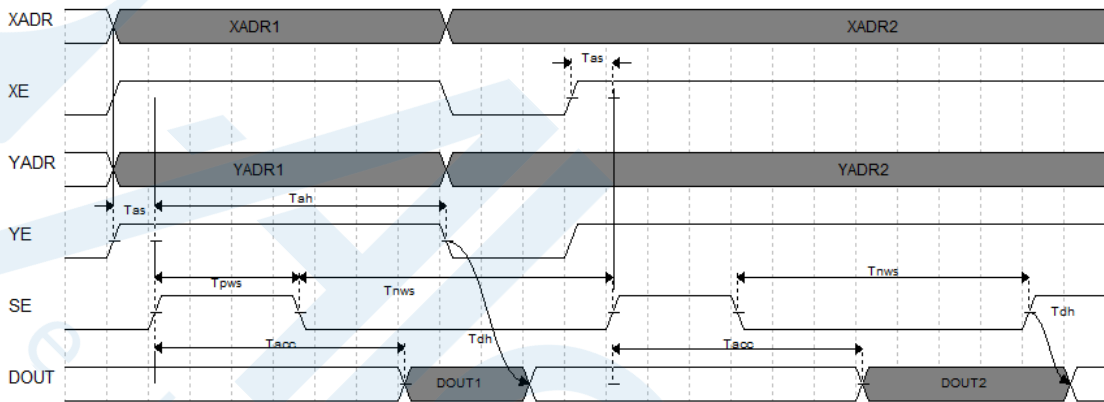 XADR XADR1 XADR2
Tas
XE
YADR YADR1 YADR2
Tas Tah
YE
Tpws Tnws Tnws
SE
Tdh Tdh
Tacc Tacc
DOUT DOUT1 DOUT2